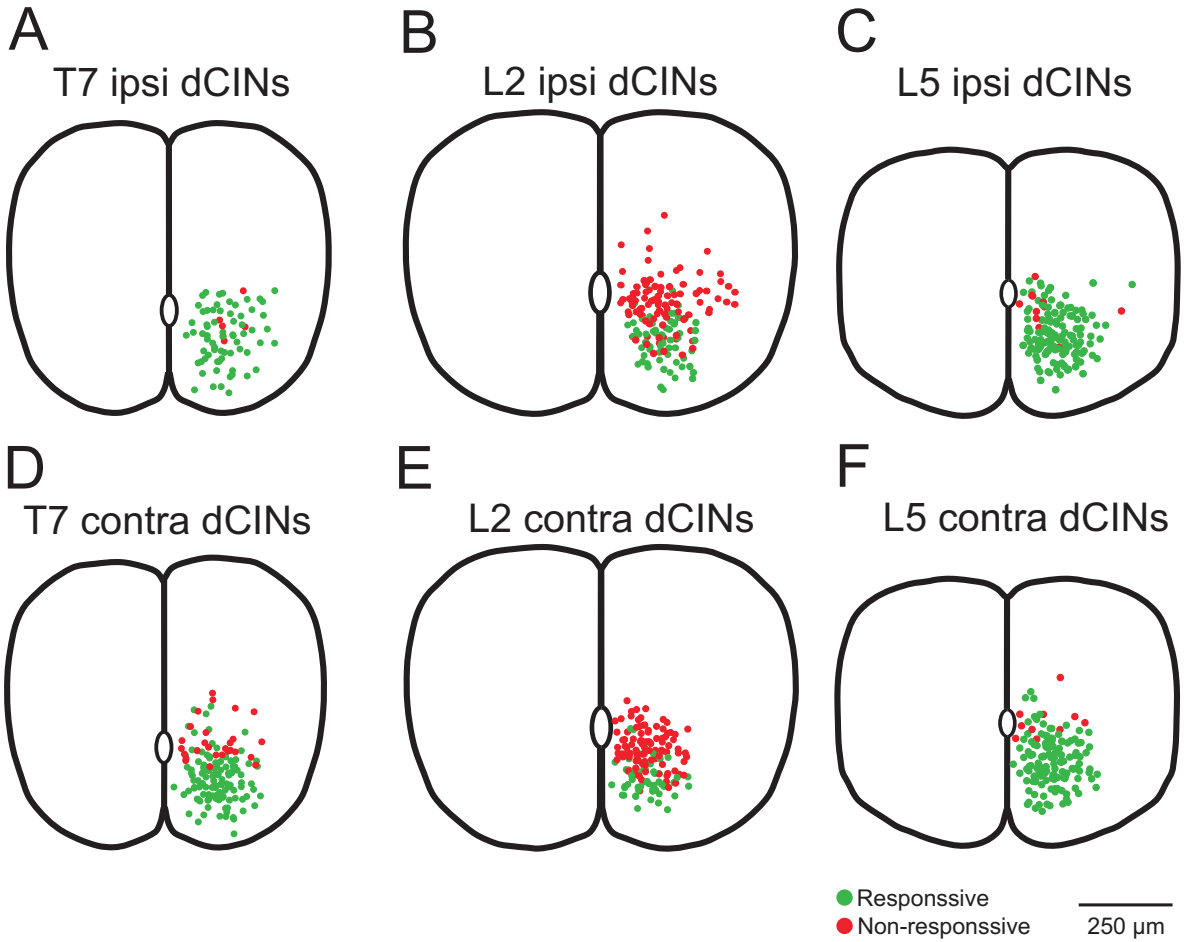 A
T7 ipsi dCINs
B
L2 ipsi dCINs
C
L5 ipsi dCINs
D
T7 contra dCINs
E
L2 contra dCINs
F
L5 contra dCINs
Responssive
Non-responssive
250 µm